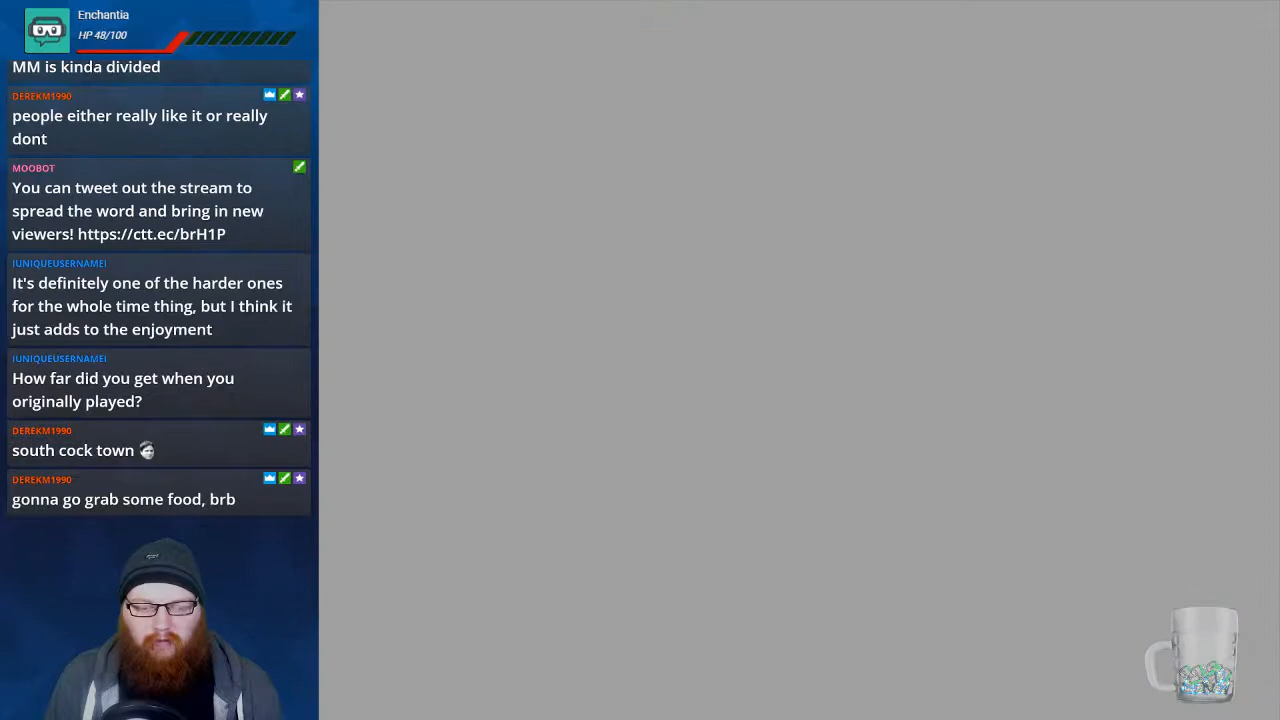 Enchantia
HP 48/100
MM is kinda divided
DEREKM1990
people either really like it or really
dont
MOOBOT
You can tweet out the stream to
spread the word and bring in new
viewers! https://ctt.ec/brH1P
IUNIQUEUSERNAMEI
It's definitely one of the harder ones
for the whole time thing, but I think it
just adds to the enjoyment
IUNIQUEUSERNAMEI
How far did you get when you
originally played?
DEREKM1990
south cock town
DEREKM1990
gonna go grab some food, brb